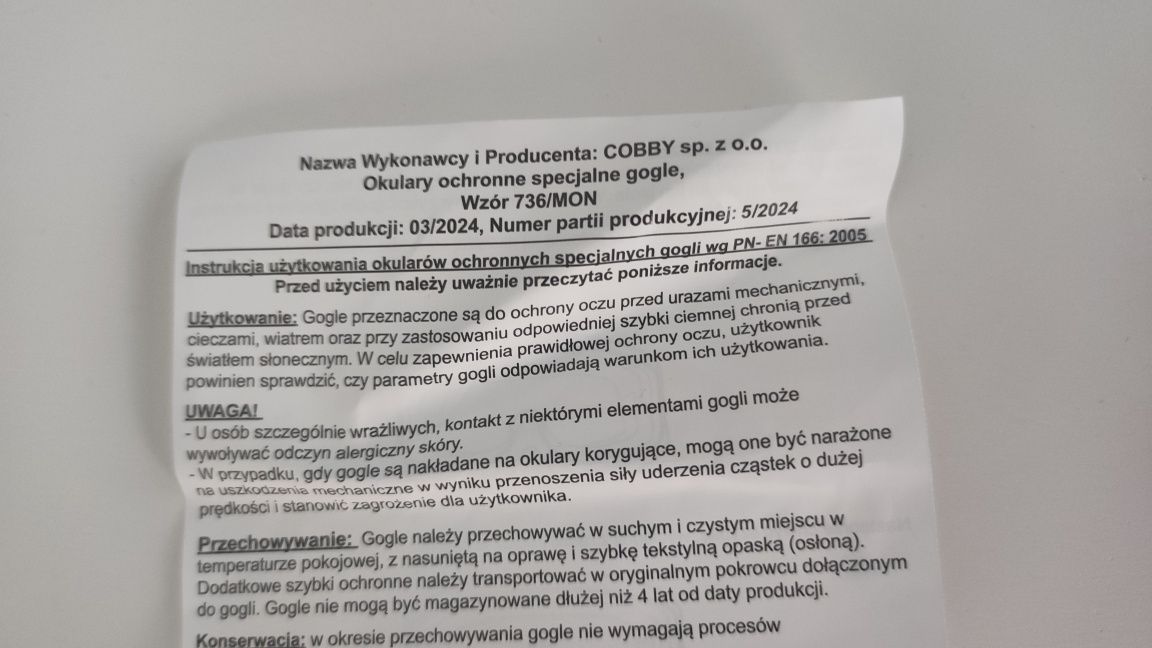 Nazwa Wykonawcy i Producenta: COBBY sp. z o.o.
Okulary ochronne specjalne gogle,
Wzór 736/MON
Data produkcji: 03/2024, Numer partii produkcyjnej: 5/2024
Instrukcja użytkowania okularów ochronnych specjalnych gogli wg PN- EN 166: 2005
Przed użyciem należy uważnie przeczytać poniższe informacje.
Użytkowanie: Gogle przeznaczone są do ochrony oczu przed urazami mechanicznymi,
cieczami, wiatrem oraz przy zastosowaniu odpowiedniej szybki ciemnej chronią przed
światłem słonecznym. W celu zapewnienia prawidłowej ochrony oczu, użytkownik
powinien sprawdzić, czy parametry gogli odpowiadają warunkom ich użytkowania.
UWAGA!
- U osób szczególnie wrażliwych, kontakt z niektórymi elementami gogli może
wywoływać odczyn alergiczny skóry.
- W przypadku, gdy gogle są nakładane na okulary korygujące, mogą one być narażone
na uszkodzenia mechaniczne w wyniku przenoszenia siły uderzenia cząstek o dużej
prędkości i stanowić zagrożenie dla użytkownika.
Przechowywanie: Gogle należy przechowywać w suchym i czystym miejscu w
temperaturze pokojowej, z nasuniętą na oprawę i szybkę tekstylną opaską (osłoną).
Dodatkowe szybki ochronne należy transportować w oryginalnym pokrowcu dołączonym
do gogli. Gogle nie mogą być magazynowane dłużej niż 4 lat od daty produkcji.
Konserwacja: w okresie przechowywania gogle nie wymagają procesów